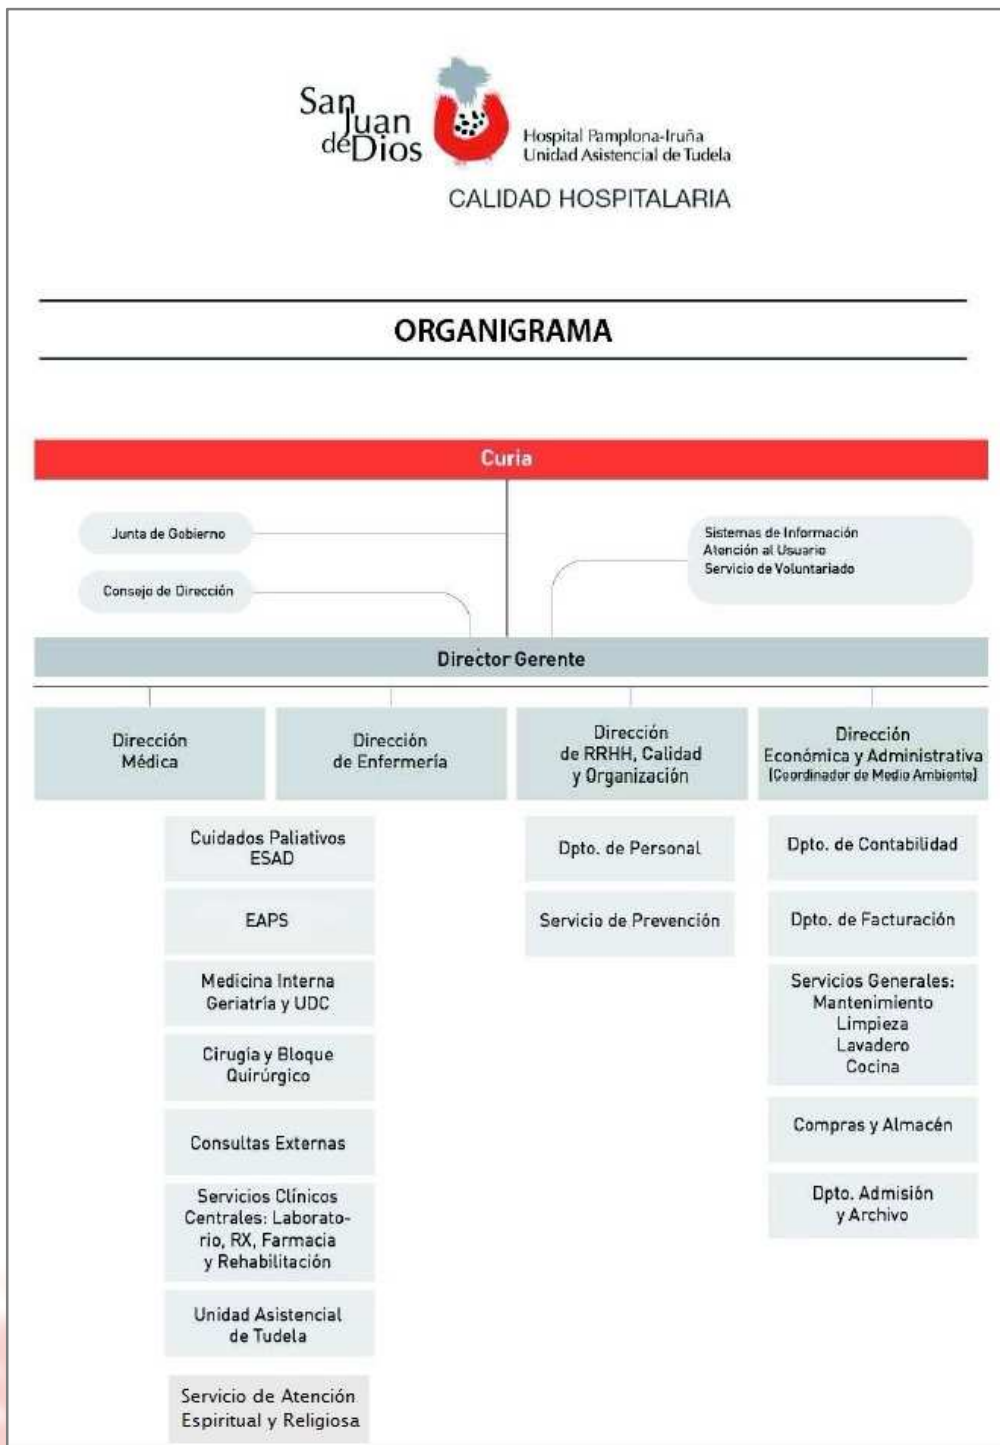 San
Juan
de Dios
Hospital Pamplona-Iruña
Unidad Asistencial de Tudela
CALIDAD HOSPITALARIA
ORGANIGRAMA
Curia
Junta de Gobierno
Consejo de Dirección
Sistemas de Información
Atención al Usuario
Servicio de Voluntariado
Director Gerente
Dirección
Médica
Dirección
de Enfermería
Dirección
de RRHH, Calidad
y Organización
Dirección
Económica y Administrativa
(Coordinador de Medio Ambiente)
Cuidados Paliativos
ESAD
EAPS
Medicina Interna
Geriatría y UDC
Cirugía y Bloque
Quirúrgico
Consultas Externas
Servicios Clínicos
Centrales: Laborato-
rio, RX, Farmacia
y Rehabilitación
Unidad Asistencial
de Tudela
Servicio de Atención
Espiritual y Religiosa
Dpto. de Personal
Servicio de Prevención
Dpto. de Contabilidad
Dpto. de Facturación
Servicios Generales:
Mantenimiento
Limpieza
Lavadero
Cocina
Compras y Almacén
Dpto. Admisión
y Archivo